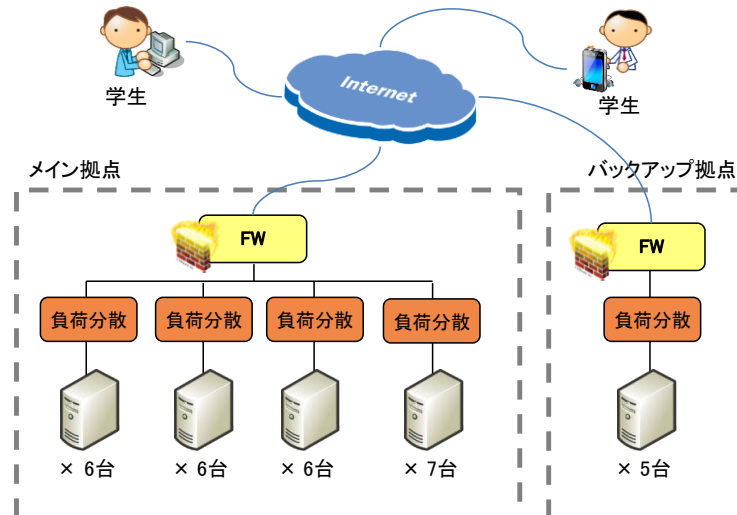 Internet
学生
学生
メイン拠点
バックアップ拠点
FW
FW
負荷分散
負荷分散
負荷分散
負荷分散
負荷分散
× 6台
× 6台
× 6台
× 7台
× 5台